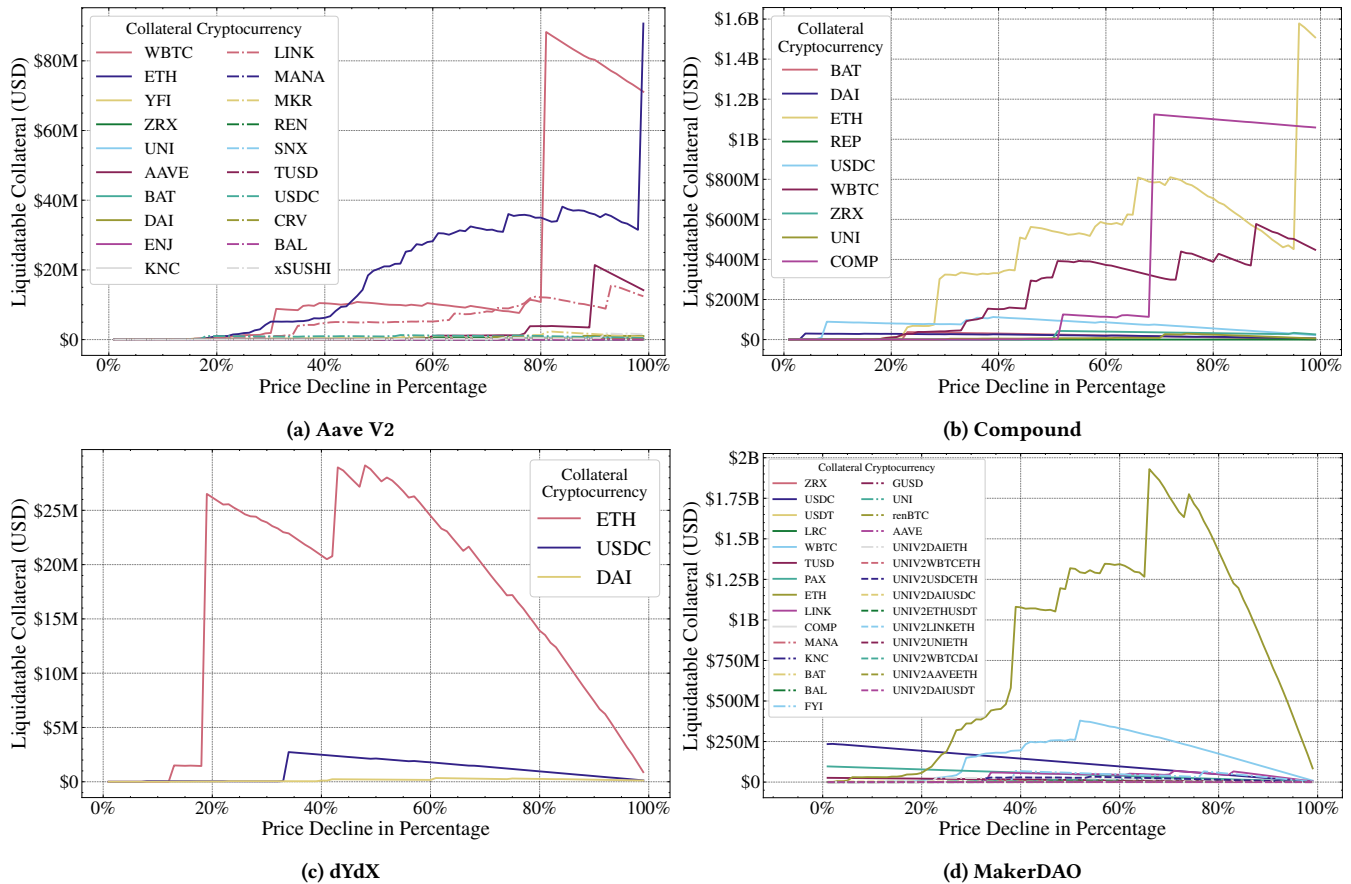 Liquidatable Collateral (USD)
$80M
$60M
$40M
$20M
$0
Collateral Cryptocurrency
WBTC
ETH
YFI
ZRX
UNI
AAVE
BAT
DAI
ENJ
KNC
LINK
MANA
MKR
REN
SNX
TUSD
USDC
CRV
BAL
xSUSHI
0% 20% 40% 60% 80% 100%
Price Decline in Percentage
(a) Aave V2
Liquidatable Collateral (USD)
$1.6B
$1.4B
$1.2B
$1B
$800M
$600M
$400M
$200M
$0
Collateral
Cryptocurrency
BAT
DAI
ETH
REP
USDC
WBTC
ZRX
UNI
COMP
0% 20% 40% 60% 80% 100%
Price Decline in Percentage
(b) Compound
Liquidatable Collateral (USD)
$25M
$20M
$15M
$10M
$5M
$0
Collateral
Cryptocurrency
ETH
USDC
DAI
0% 20% 40% 60% 80% 100%
Price Decline in Percentage
(c) dYdX
Liquidatable Collateral (USD)
$2B
$1.75B
$1.5B
$1.25B
$1B
$750M
$500M
$250M
$0
Collateral Cryptocurrency
ZRX
USDC
USDT
LRC
WBTC
TUSD
PAX
ETH
LINK
COMP
MANA
KNC
BAT
BAL
FYI
GUSD
UNI
renBTC
AAVE
UNIV2DAIETH
UNIV2WBTCETH
UNIV2USDCETH
UNIV2DAIUSDC
UNIV2ETHUSDT
UNIV2LINKETH
UNIV2UNIETH
UNIV2WBTCDAI
UNIV2AAVEETH
UNIV2DAIUSDT
0% 20% 40% 60% 80% 100%
Price Decline in Percentage
(d) MakerDAO